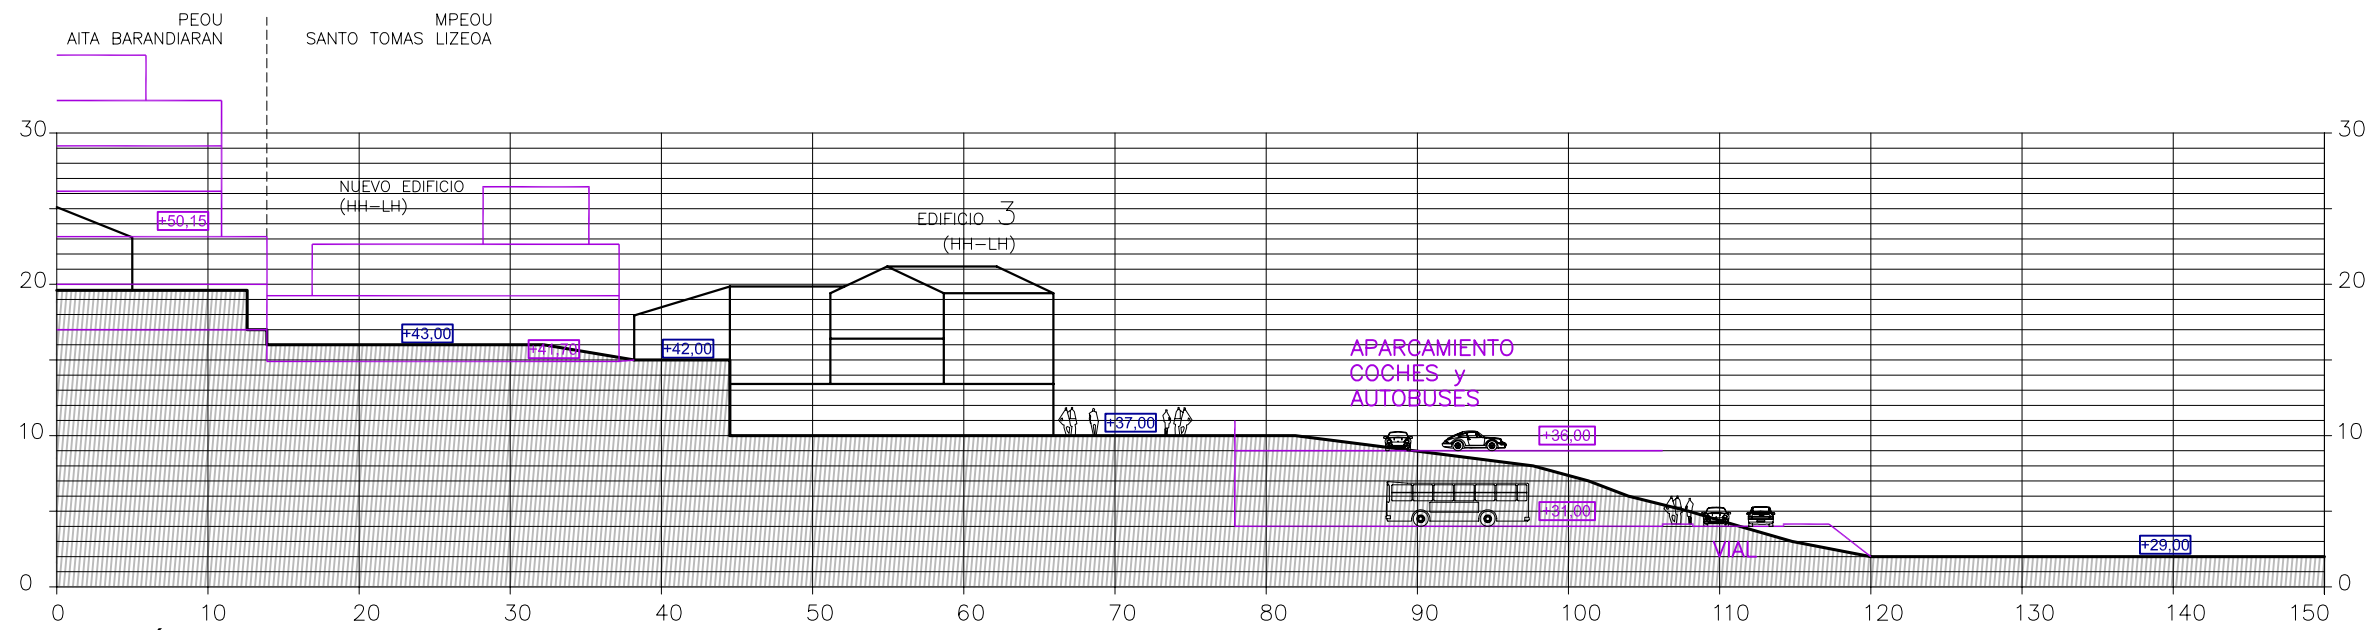 PEOU
AITA BARANDIARAN
MPEOU
SANTO TOMAS LIZEOA
30
30
NUEVO EDIFICIO
(HH-LH)
+50,15
EDIFICIO 3
(HH-LH)
20
20
+43,00
+41,70
+42,00
APARCAMIENTO
COCHES y
AUTOBUSES
+37,00
+36,00
10
10
+31,00
VIAL
+29,00
0
0
0 10 20 30 40 50 60 70 80 90 100 110 120 130 140 150